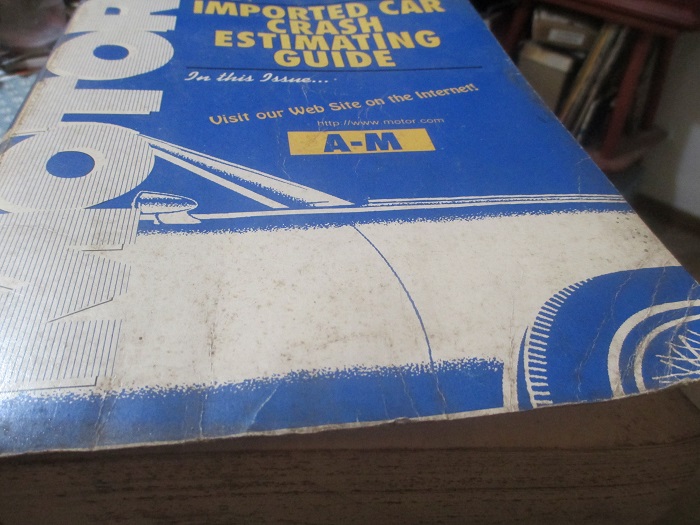 MOTOR
IMPORTED CAR
CRASH
ESTIMATING
GUIDE
In this Issue...
Visit our Web Site on the Internet!
http://www.motor.com
A-M